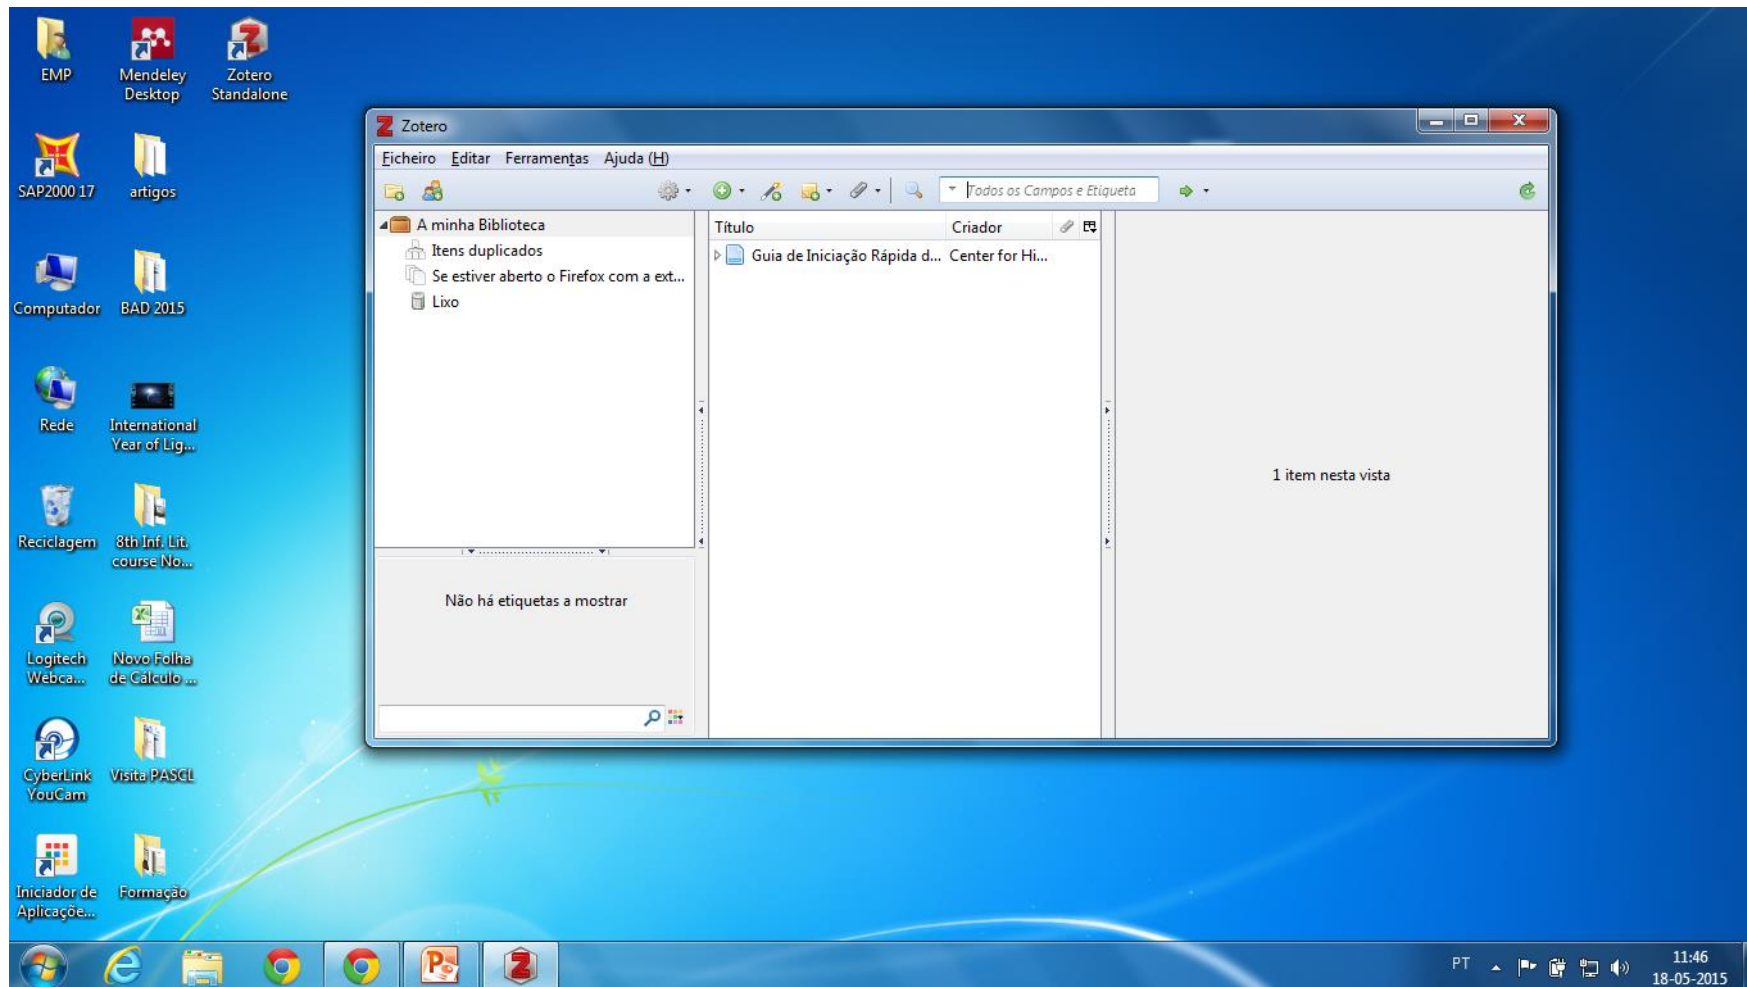 EMP
Mendeley
Desktop
Zotero
Standalone
SAP2000 17
artigos
Computador
BAD 2015
Rede
International
Year of Lig...
Reciclagem
8th Inf. Lit.
course No...
Logitech
Webca...
Novo Folha
de Cálculo ...
CyberLink
YouCam
Visita PASCL
Iniciador de
Aplicaçõe...
Formação
Zotero
Ficheiro Editar Ferramentas Ajuda (H)
Todos os Campos e Etiqueta
A minha Biblioteca
Itens duplicados
Se estiver aberto o Firefox com a ext...
Lixo
Não há etiquetas a mostrar
Título Criador
Guia de Iniciação Rápida d... Center for Hi...
1 item nesta vista
PT
11:46
18-05-2015